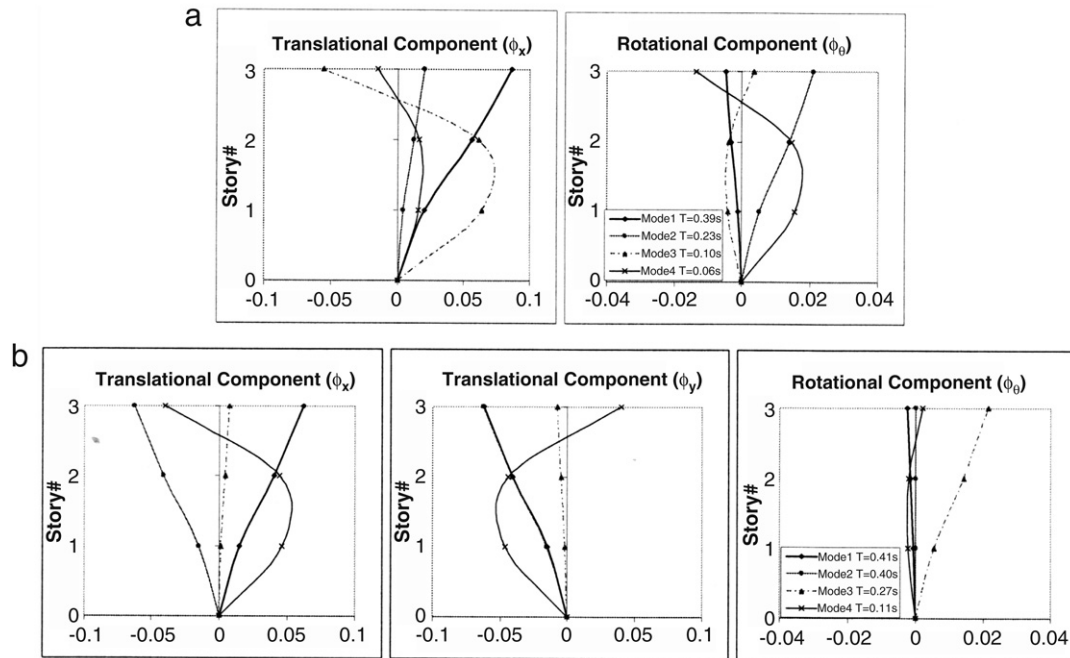 a
Translational Component (ϕx)
Story#
3
2
1
0
-0.1
-0.05
0
0.05
0.1
Rotational Component (ϕθ)
Story#
3
2
1
0
Mode1 T=0.39s
Mode2 T=0.23s
Mode3 T=0.10s
Mode4 T=0.06s
-0.04
-0.02
0
0.02
0.04
b
Translational Component (ϕx)
Story#
3
2
1
0
-0.1
-0.05
0
0.05
0.1
Translational Component (ϕy)
Story#
3
2
1
0
-0.1
-0.05
0
0.05
0.1
Rotational Component (ϕθ)
Story#
3
2
1
0
Mode1 T=0.41s
Mode2 T=0.40s
Mode3 T=0.27s
Mode4 T=0.11s
-0.04
-0.02
0
0.02
0.04